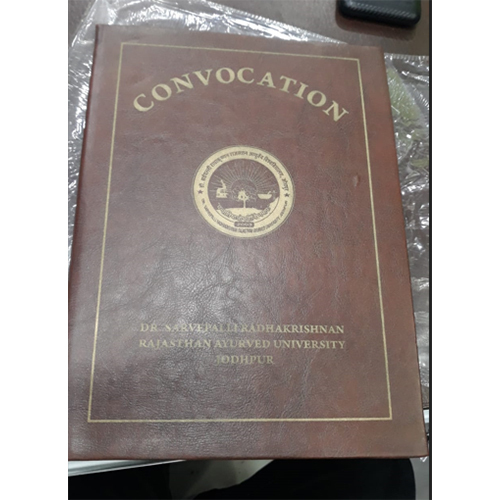 CONVOCATION
DR. SARVEPALLI RADHAKRISHNAN
RAJASTHAN AYURVED UNIVERSITY
JODHPUR